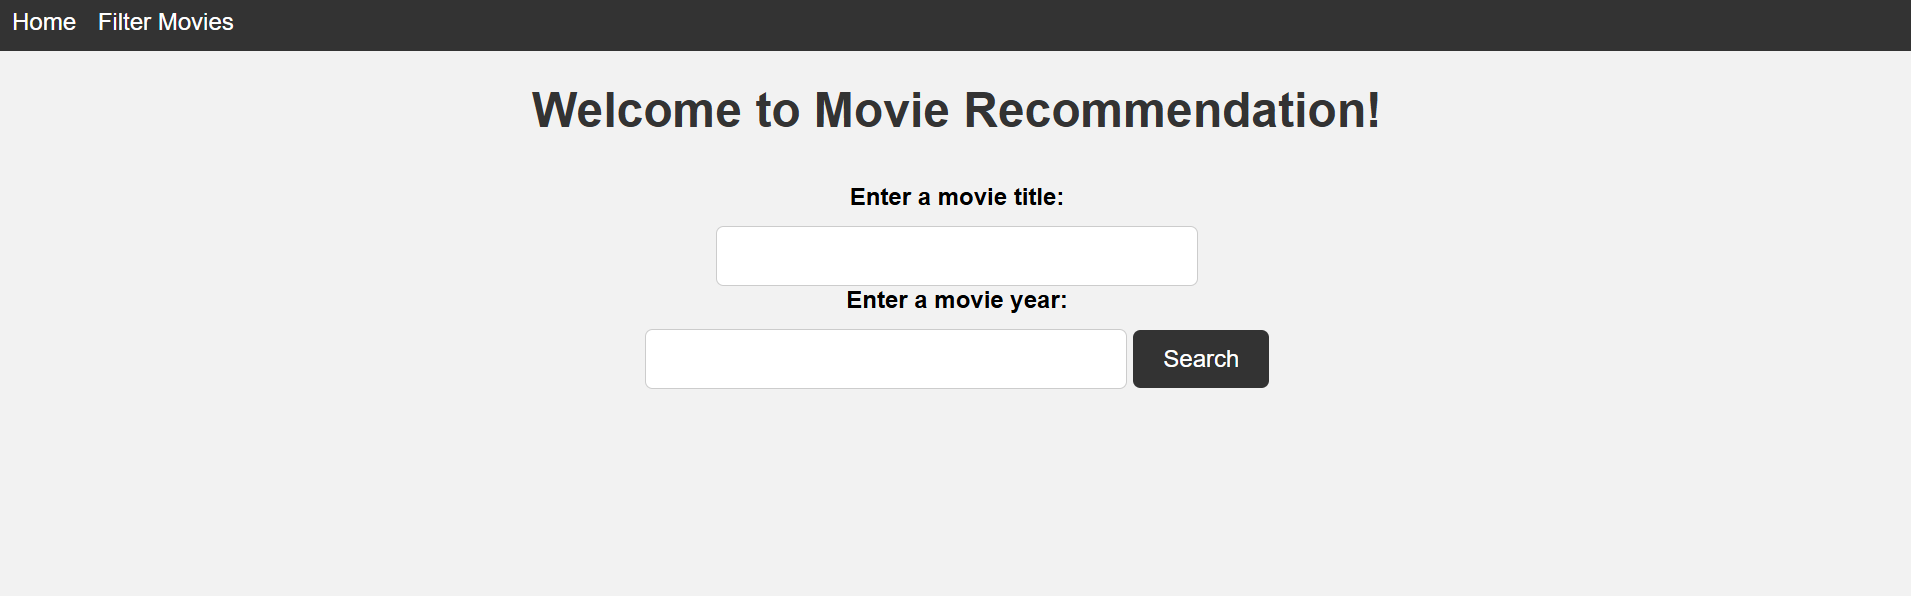 Home Filter Movies
Welcome to Movie Recommendation!
Enter a movie title:
Enter a movie year:
Search